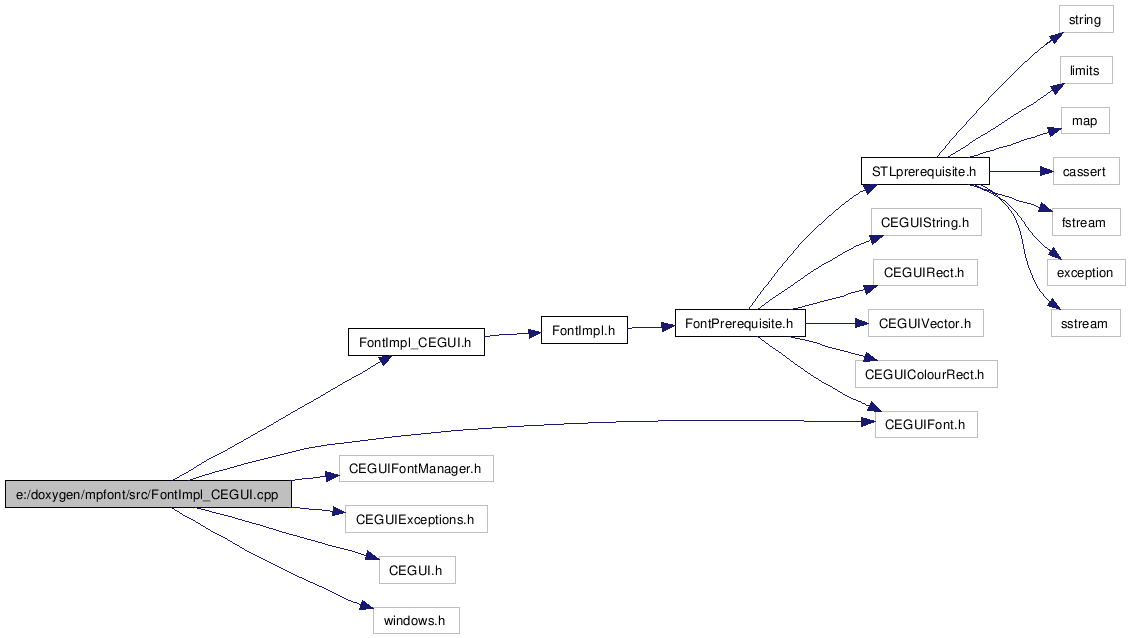 string
limits
map
STLprerequisite.h
cassert
CEGUIString.h
fstream
CEGUIRect.h
exception
FontPrerequisite.h
CEGUIVector.h
sstream
FontImpl.h
FontImpl_CEGUI.h
CEGUIColourRect.h
CEGUIFont.h
CEGUIFontManager.h
e:/doxygen/mpfont/src/FontImpl_CEGUI.cpp
CEGUIExceptions.h
CEGUI.h
windows.h